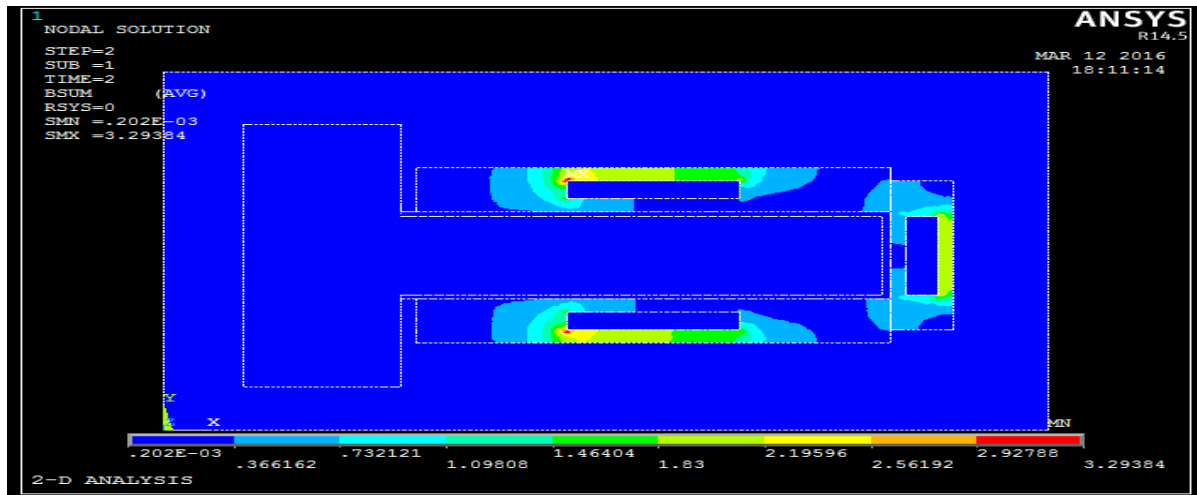 1
NODAL SOLUTION
ANSYS
R14.5
STEP=2
SUB =1
TIME=2
BSUM (AVG)
RSYS=0
SMN =.202E-03
SMX =3.29384
MAR 12 2016
18:11:14
MX
Y
Z X
MN
.202E-03 .732121 1.46404 2.19596 2.92788
.366162 1.09808 1.83 2.56192 3.29384
2-D ANALYSIS